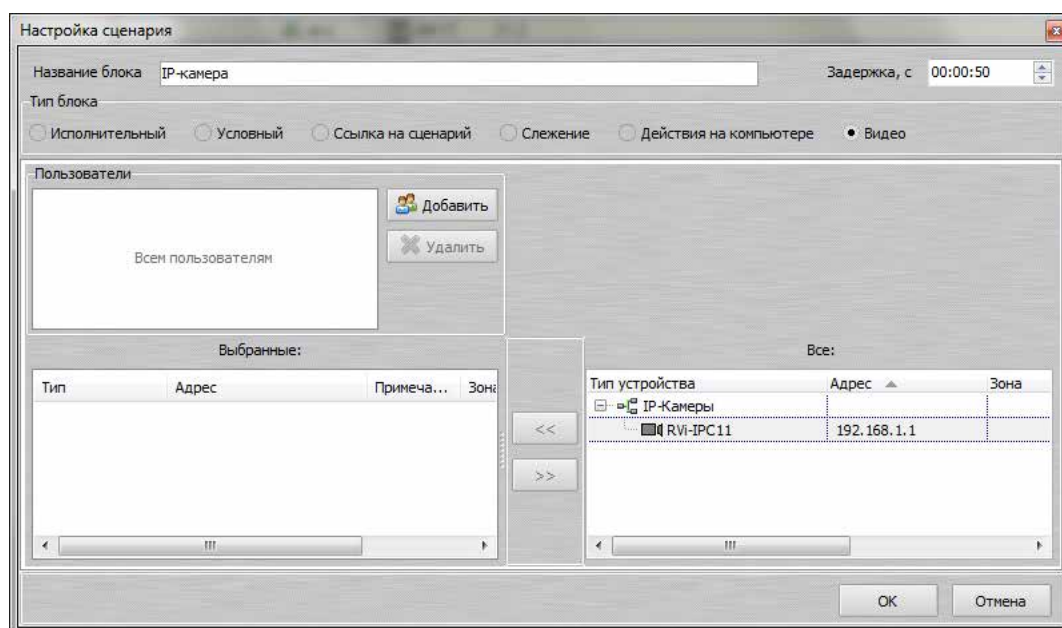 Настройка сценария
Название блока IP-камера Задержка, с 00:00:50
Тип блока
Исполнительный Условный Ссылка на сценарий Слежение Действия на компьютере Видео
Пользователи
Добавить
Удалить
Всем пользователям
Выбранные:
Тип Адрес Примеча... Зона
<<
>>
Все:
Тип устройства Адрес Зона
IP-Камеры
RVi-IPC11 192.168.1.1
OK Отмена